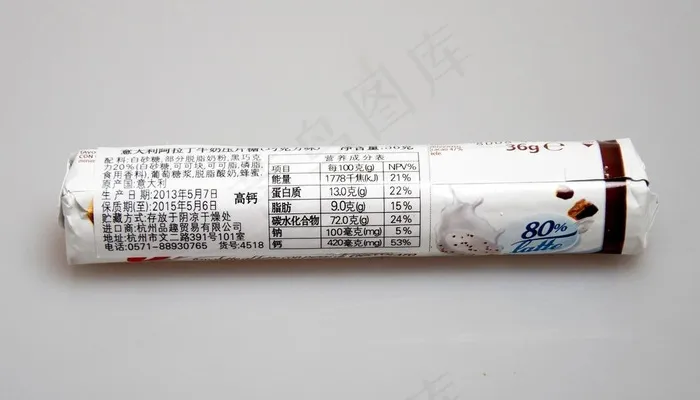 意大利阿拉丁牛奶压片糖(巧克力味) 净含量:36克
配料:白砂糖,部分脱脂奶粉,黑巧克
力20%(白砂糖,可可块,可可脂,磷脂,
食用香料),葡萄糖浆,脱脂酸奶,蜂蜜,
原产国:意大利
生产日期:2013年5月7日
保质期(至):2015年5月6日
贮藏方式:存放于阴凉干燥处
进口商:杭州品趣贸易有限公司
地址:杭州市文二路391号101室
电话:0571-88930765 货号:4518
高钙
营养成分表
项目 每100克(g) NPV%
能量 1778千焦(kJ) 21%
蛋白质 13.0克(g) 22%
脂肪 9.0克(g) 15%
碳水化合物 72.0克(g) 24%
钠 100毫克(mg) 5%
钙 420毫克(mg) 53%
36g e
80%
latte
图库